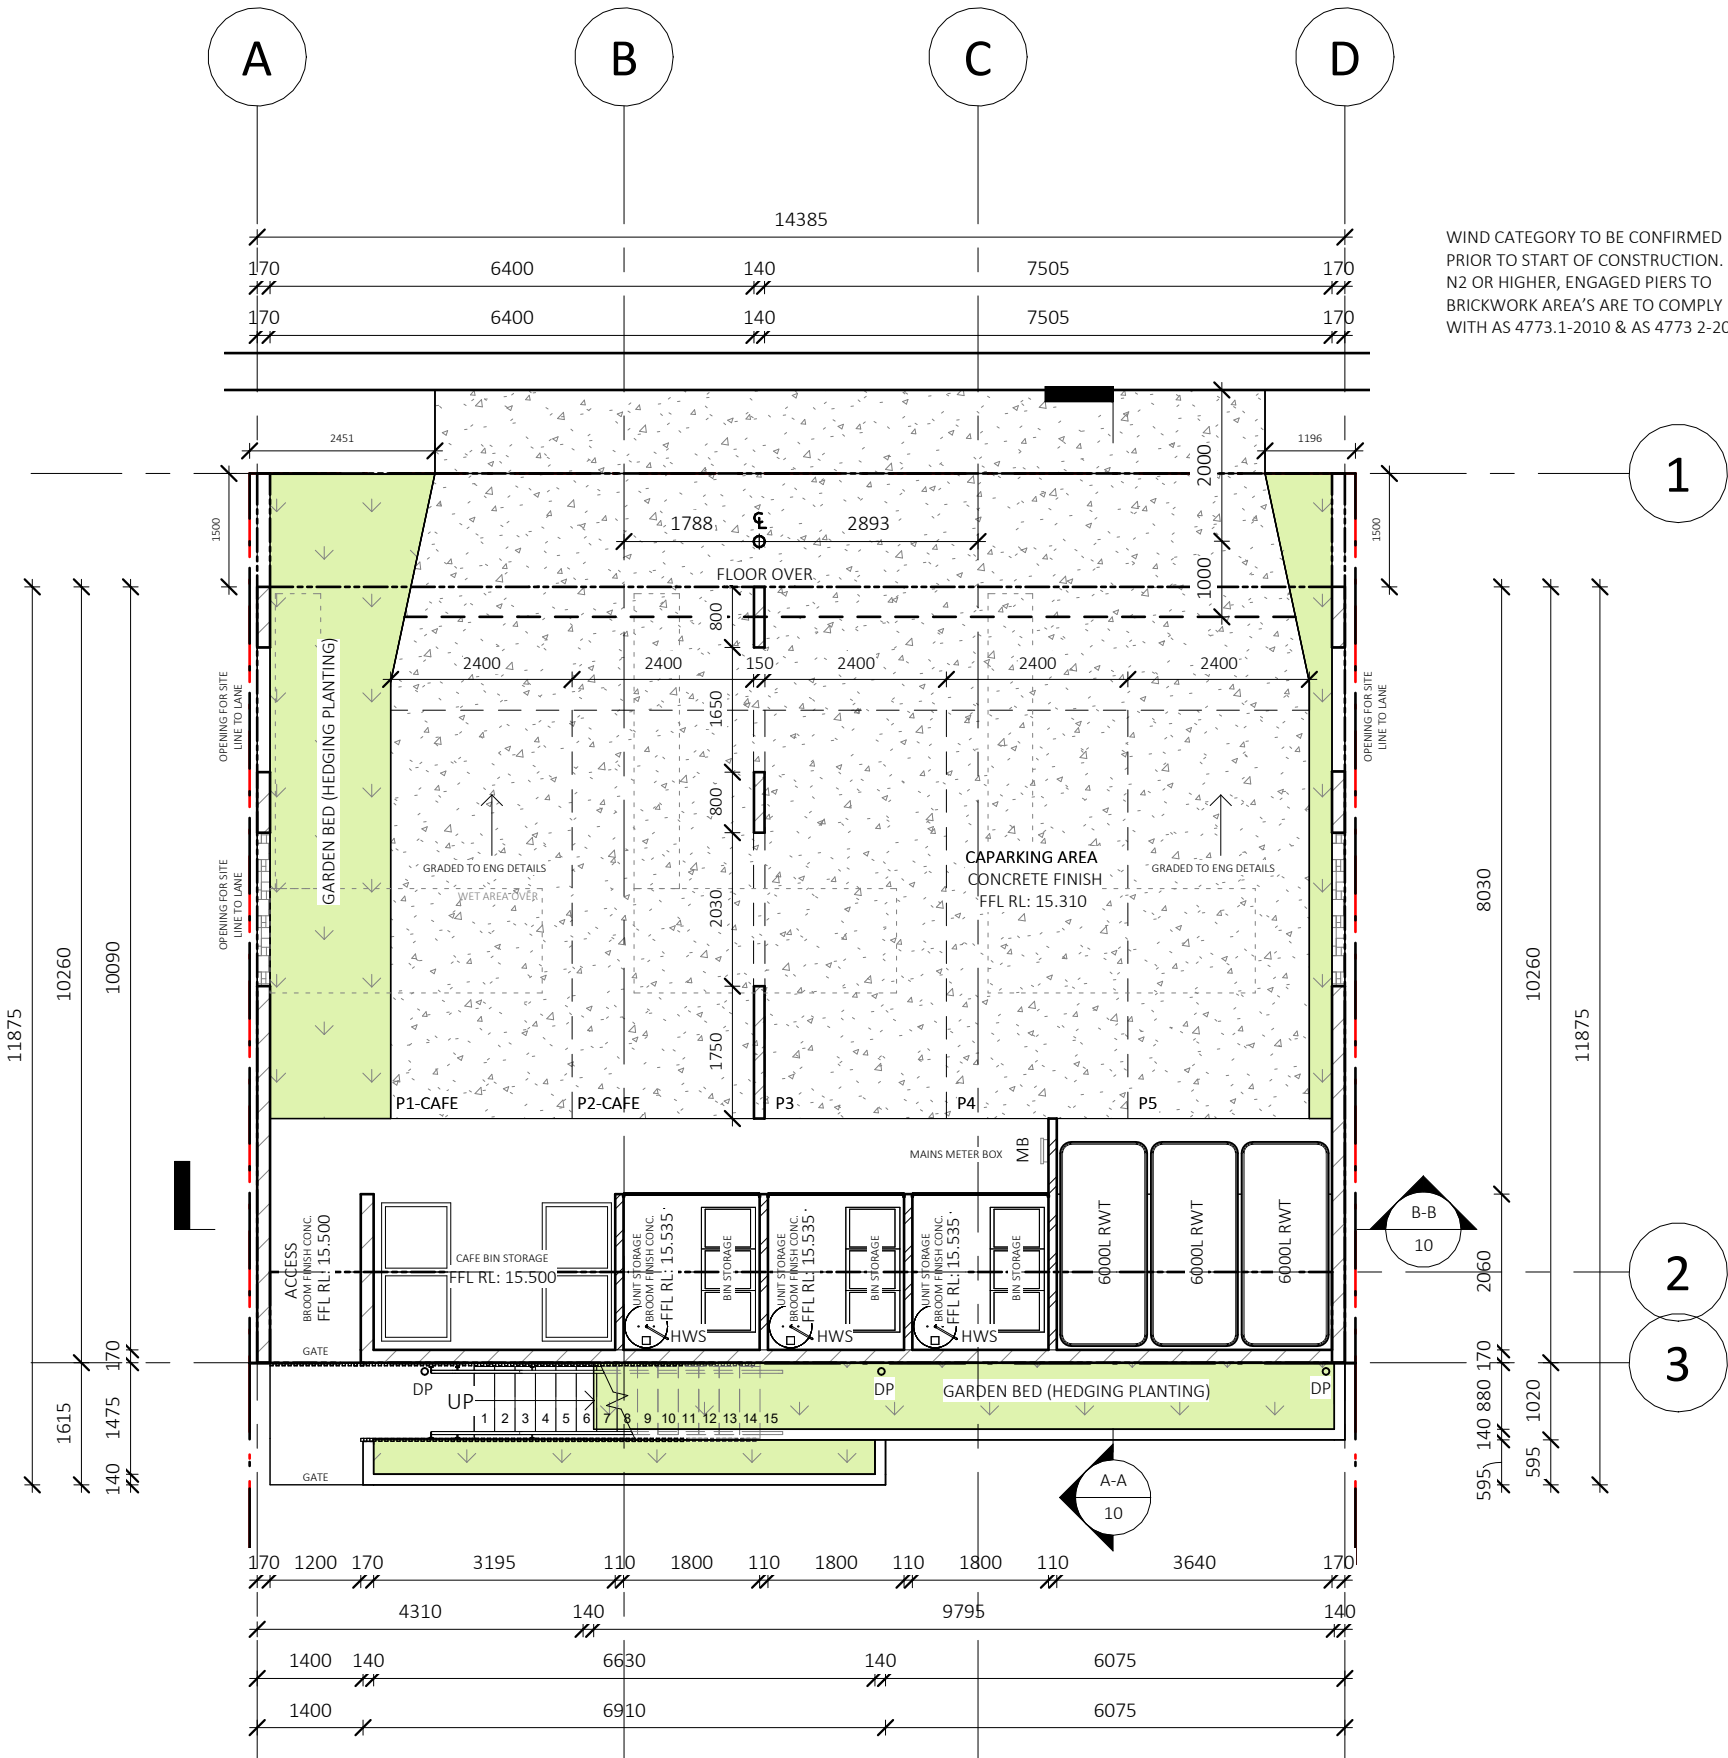 A
B
C
D
14385
170
6400
140
7505
170
170
6400
140
7505
170
WIND CATEGORY TO BE CONFIRMED
PRIOR TO START OF CONSTRUCTION.
N2 OR HIGHER, ENGAGED PIERS TO
BRICKWORK AREA'S ARE TO COMPLY
WITH AS 4773.1-2010 & AS 4773 2-20
2451
1196
1
2000
1500
1500
1788
℄
2893
FLOOR OVER
1000
800
2400
2400
150
2400
2400
2400
1650
OPENING FOR SITE
LINE TO LANE
OPENING FOR SITE
LINE TO LANE
GARDEN BED (HEDGING PLANTING)
800
GRADED TO ENG DETAILS
WET AREA OVER
CAPARKING AREA
CONCRETE FINISH
FFL RL: 15.310
GRADED TO ENG DETAILS
OPENING FOR SITE
LINE TO LANE
2030
8030
10260
11875
10090
10260
11875
1750
P1-CAFE
P2-CAFE
P3
P4
P5
MAINS METER BOX
MB
ACCESS
BROOM FINISH CONC.
FFL RL: 15.500
CAFE BIN STORAGE
FFL RL: 15.500
UNIT STORAGE
BROOM FINISH CONC.
FFL RL: 15.535
BIN STORAGE
HWS
UNIT STORAGE
BROOM FINISH CONC.
FFL RL: 15.535
BIN STORAGE
HWS
UNIT STORAGE
BROOM FINISH CONC.
FFL RL: 15.535
BIN STORAGE
HWS
6000L RWT
6000L RWT
6000L RWT
B-B
10
2
2060
GATE
170
170
3
DP
UP
1 2 3 4 5 6 7 8 9 10 11 12 13 14 15
DP
GARDEN BED (HEDGING PLANTING)
DP
1615
1475
880
1020
140
595
595
140
GATE
A-A
10
170
1200
170
3195
110
1800
110
1800
110
1800
110
3640
170
4310
140
9795
140
1400
140
6630
140
6075
1400
6910
6075